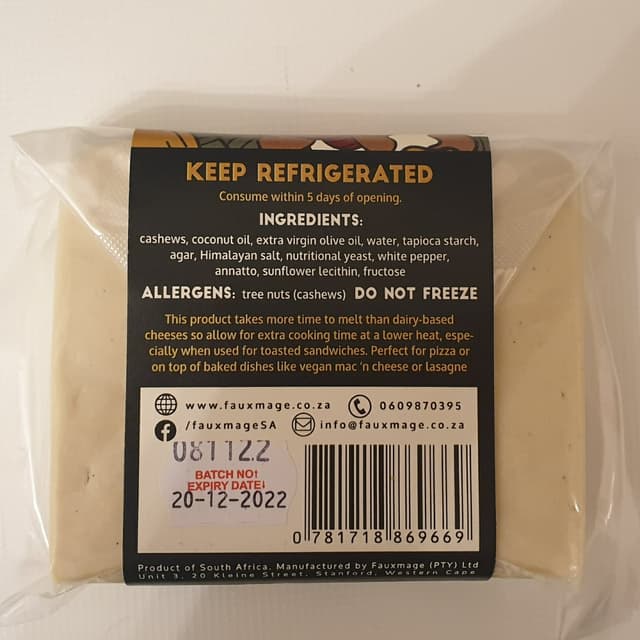 KEEP REFRIGERATED
Consume within 5 days of opening.
INGREDIENTS:
cashews, coconut oil, extra virgin olive oil, water, tapioca starch,
agar, Himalayan salt, nutritional yeast, white pepper,
annatto, sunflower lecithin, fructose
ALLERGENS: tree nuts (cashews) DO NOT FREEZE
This product takes more time to melt than dairy-based
cheeses so allow for extra cooking time at a lower heat, espe-
cially when used for toasted sandwiches. Perfect for pizza or
on top of baked dishes like vegan mac 'n cheese or lasagne
www.fauxmage.co.za 0609870395
/fauxmageSA info@fauxmage.co.za
081122
BATCH NO↑
EXPIRY DATE↓
20-12-2022
0 781718 869669
Product of South Africa. Manufactured by Fauxmage (PTY) Ltd
Unit 3, 20 Kleine Street, Stanford, Western Cape